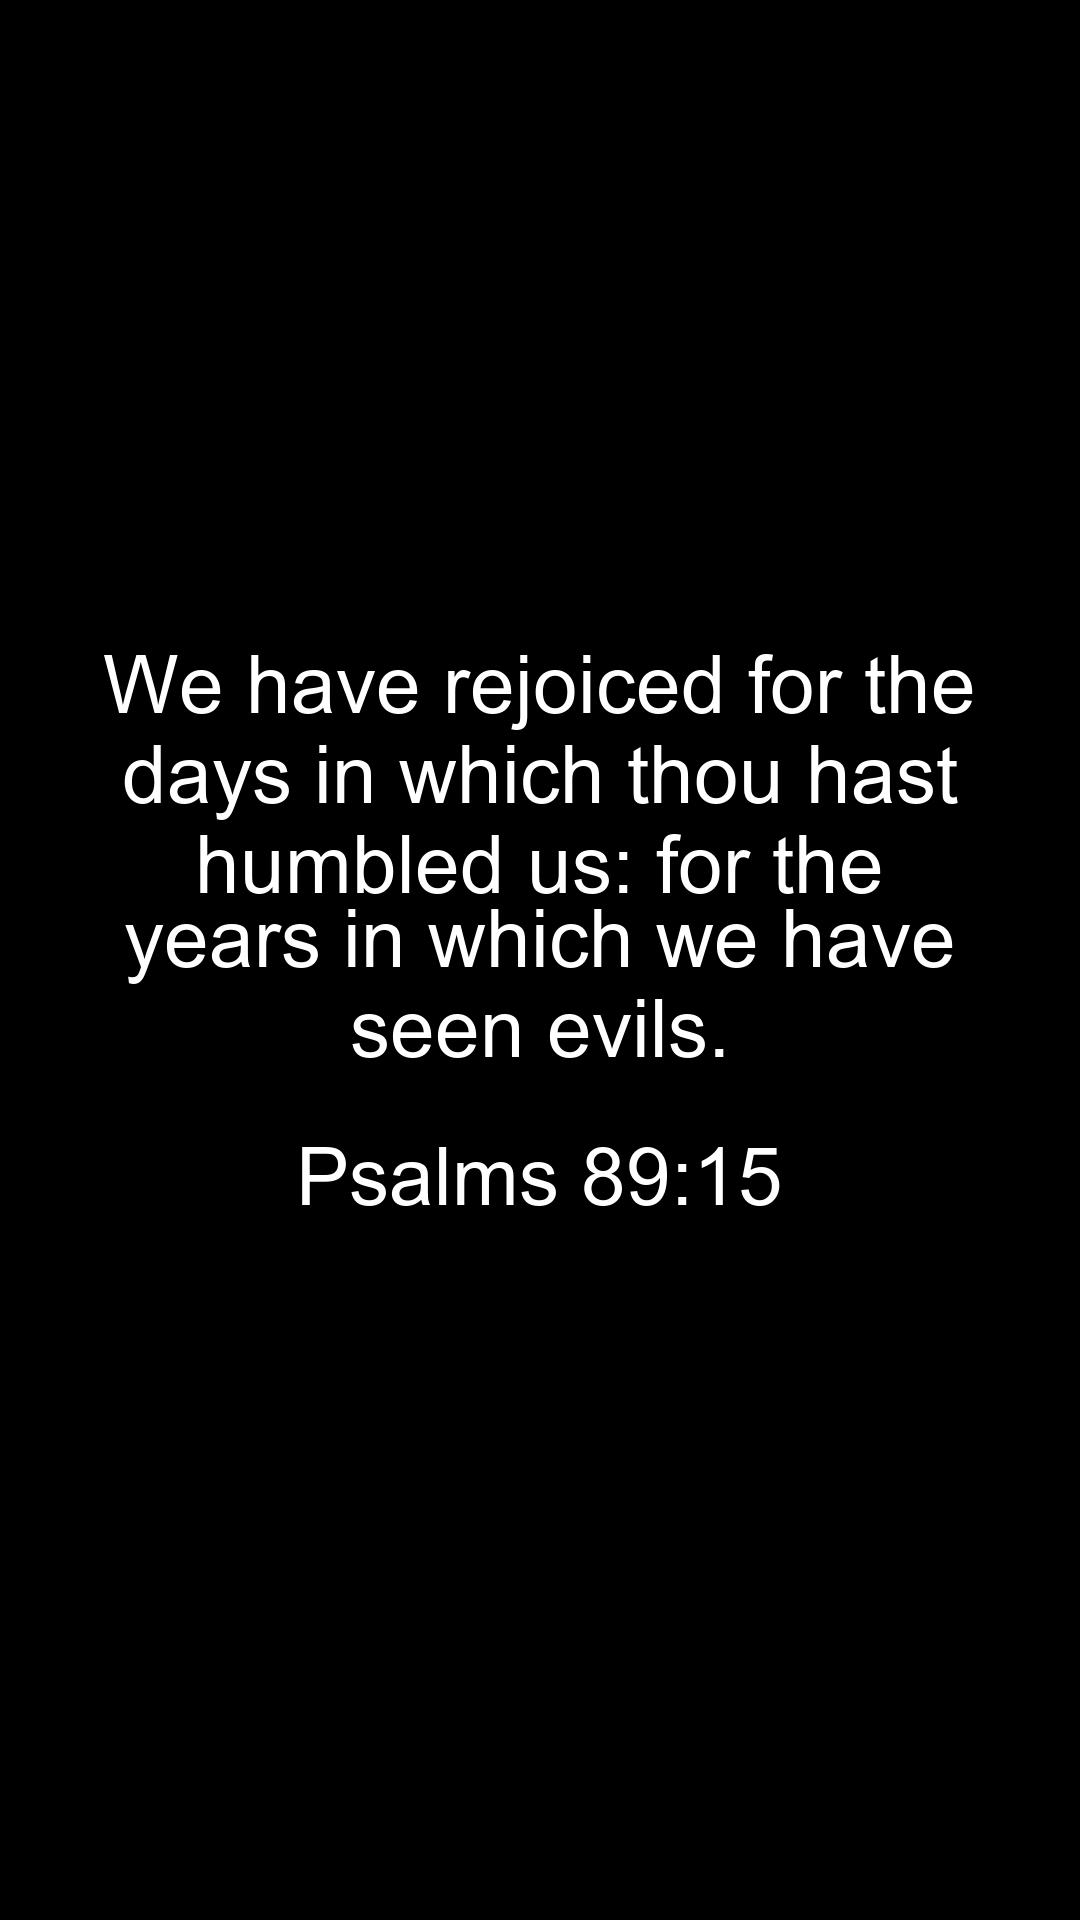 We have rejoiced for the
days in which thou hast
humbled us: for the
years in which we have
seen evils.
Psalms 89:15